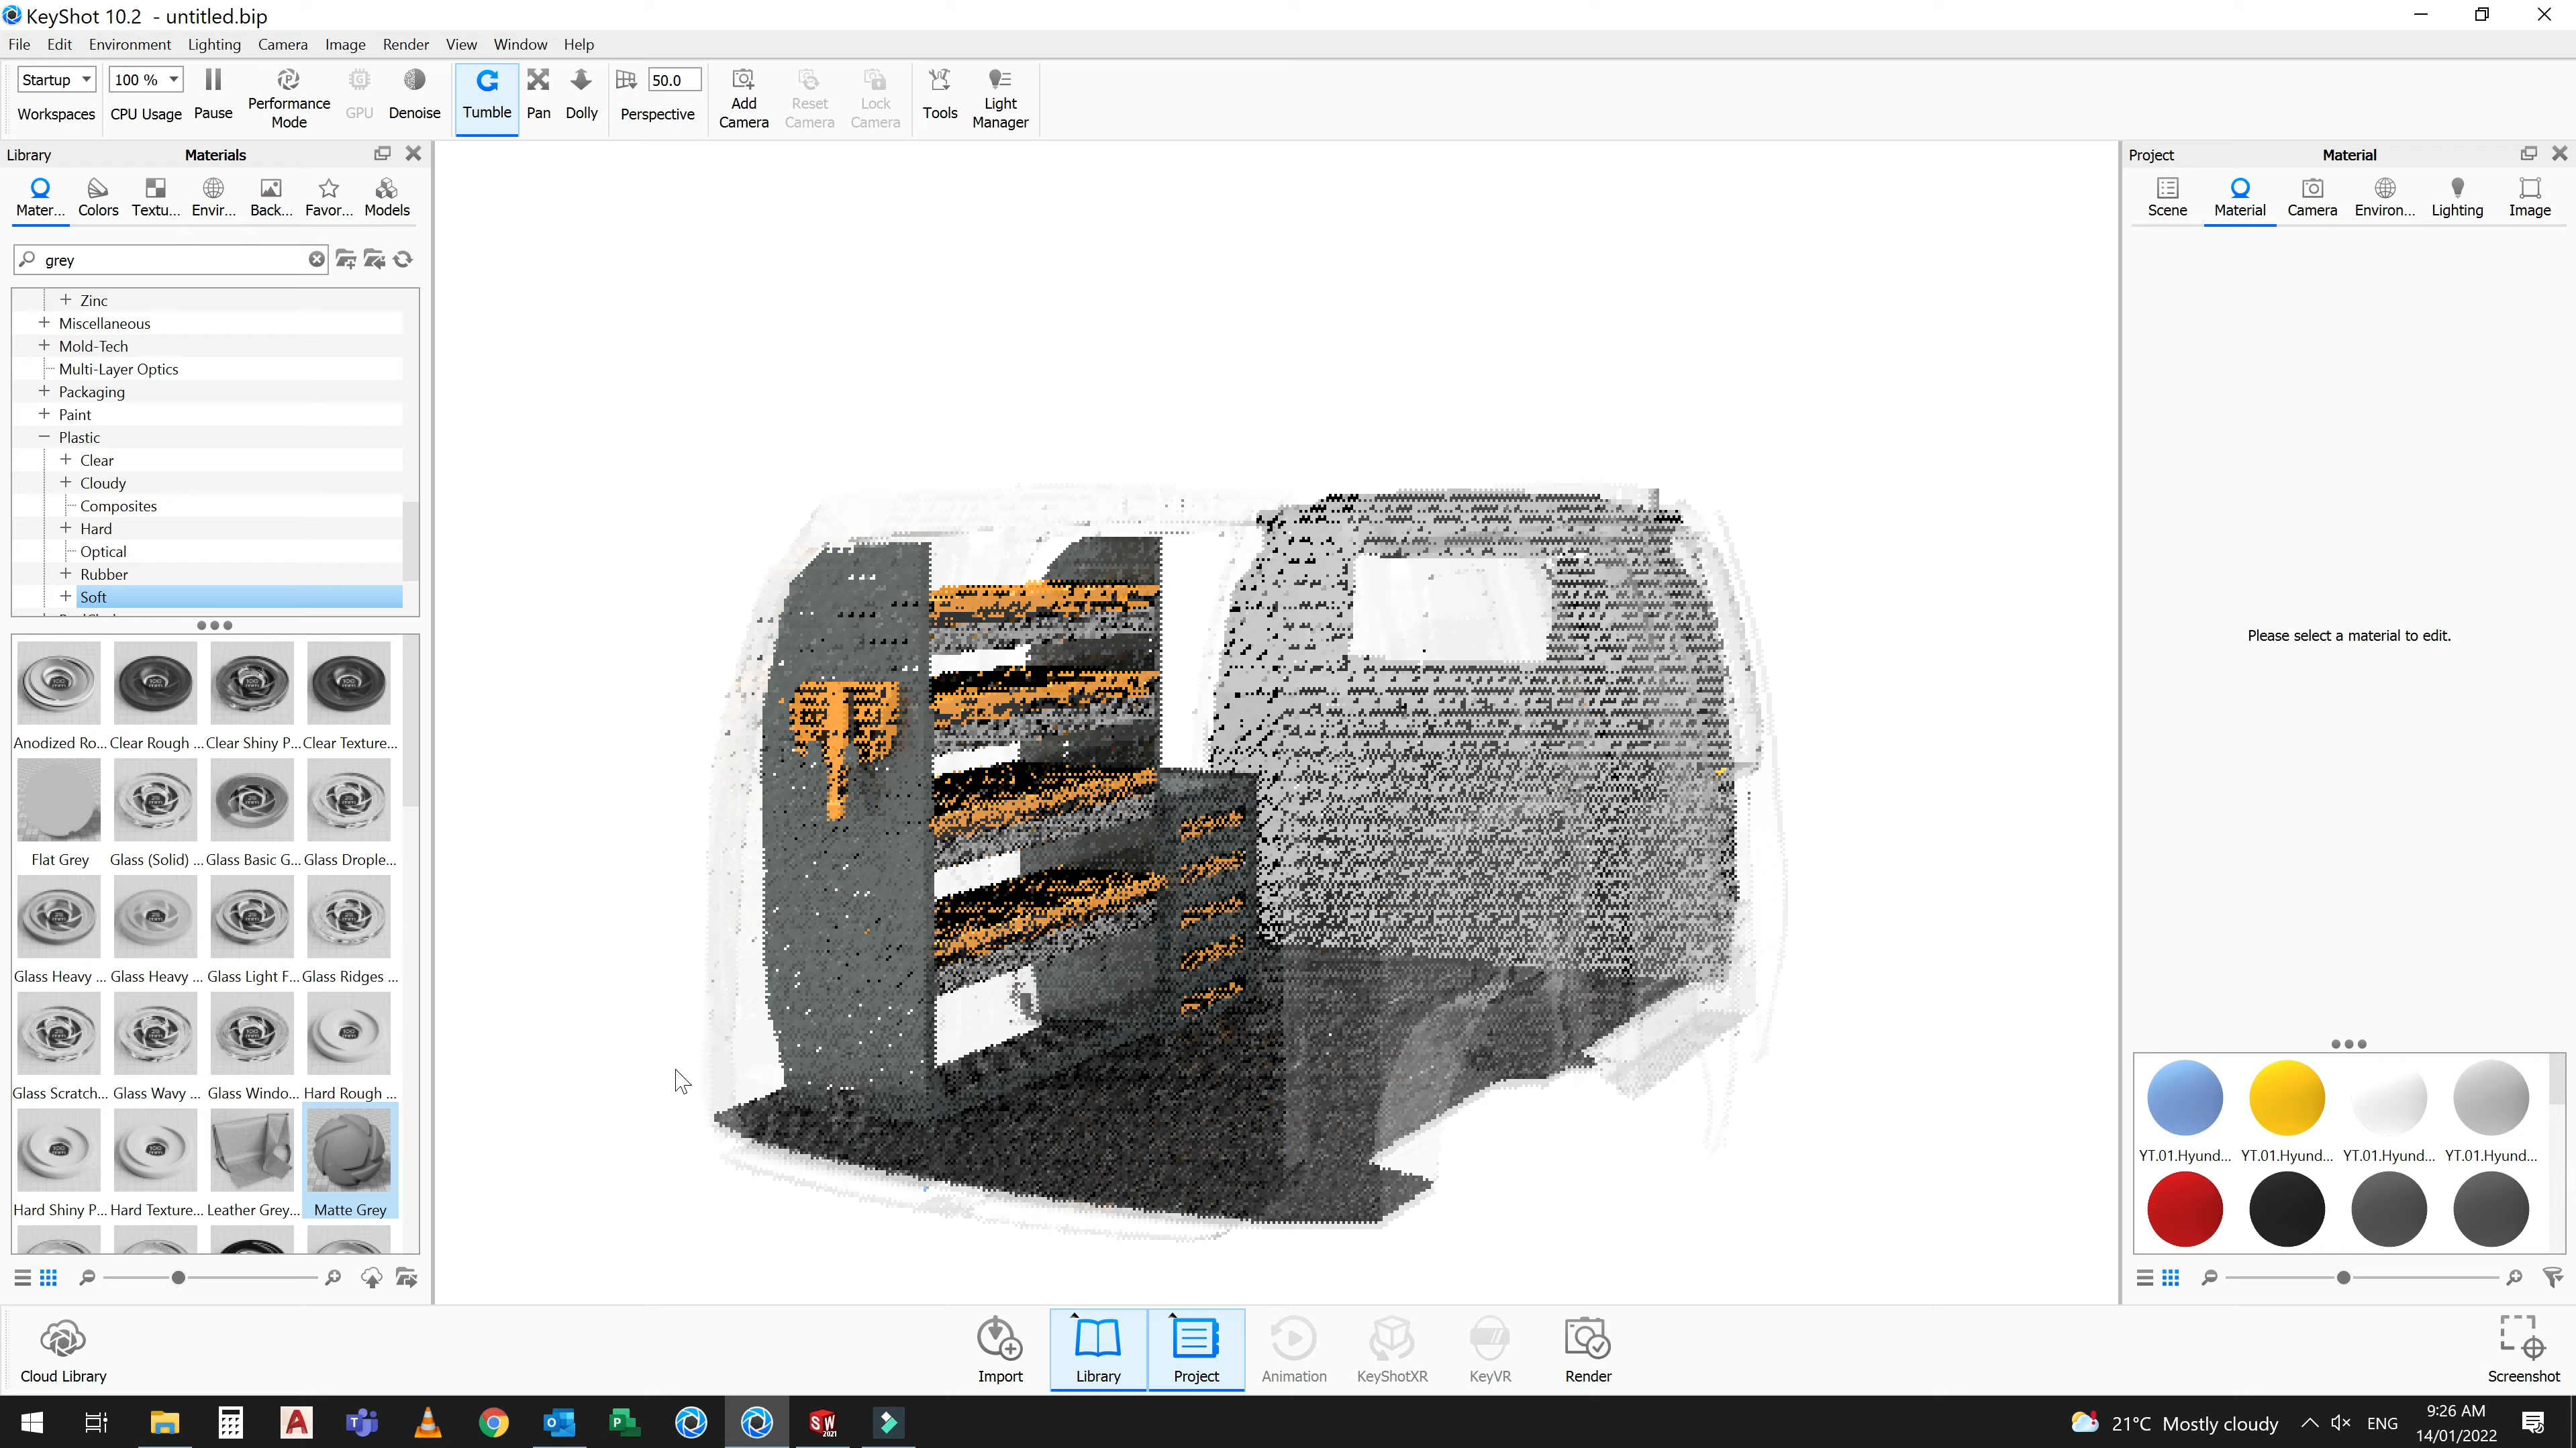 KeyShot 10.2 - untitled.bip
File Edit Environment Lighting Camera Image Render View Window Help
Startup 100 % 50.0
Workspaces CPU Usage Pause Performance Mode GPU Denoise Tumble Pan Dolly Perspective Add Camera Reset Camera Lock Camera Tools Light Manager
Library Materials
Mater... Colors Textu... Envir... Back... Favor... Models
grey
Zinc
Miscellaneous
Mold-Tech
Multi-Layer Optics
Packaging
Paint
Plastic
Clear
Cloudy
Composites
Hard
Optical
Rubber
Soft
Anodized Ro... Clear Rough ... Clear Shiny P... Clear Texture...
Flat Grey Glass (Solid) ... Glass Basic G... Glass Drople...
Glass Heavy ... Glass Heavy ... Glass Light F... Glass Ridges ...
Glass Scratch... Glass Wavy ... Glass Windo... Hard Rough ...
Hard Shiny P... Hard Texture... Leather Grey... Matte Grey
Project Material
Scene Material Camera Environ... Lighting Image
Please select a material to edit.
YT.01.Hyund... YT.01.Hyund... YT.01.Hyund... YT.01.Hyund...
Cloud Library Import Library Project Animation KeyShotXR KeyVR Render Screenshot
21°C Mostly cloudy ENG
9:26 AM
14/01/2022